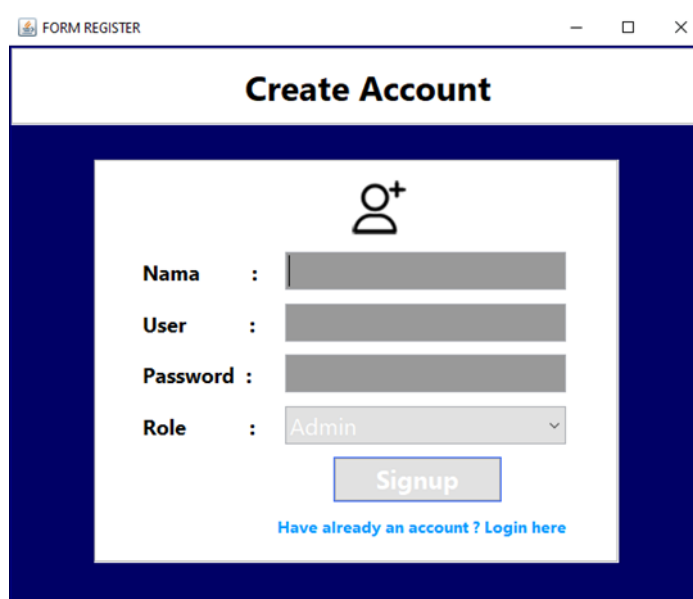 FORM REGISTER
Create Account
Nama :
User :
Password :
Role : Admin
Signup
Have already an account ? Login here